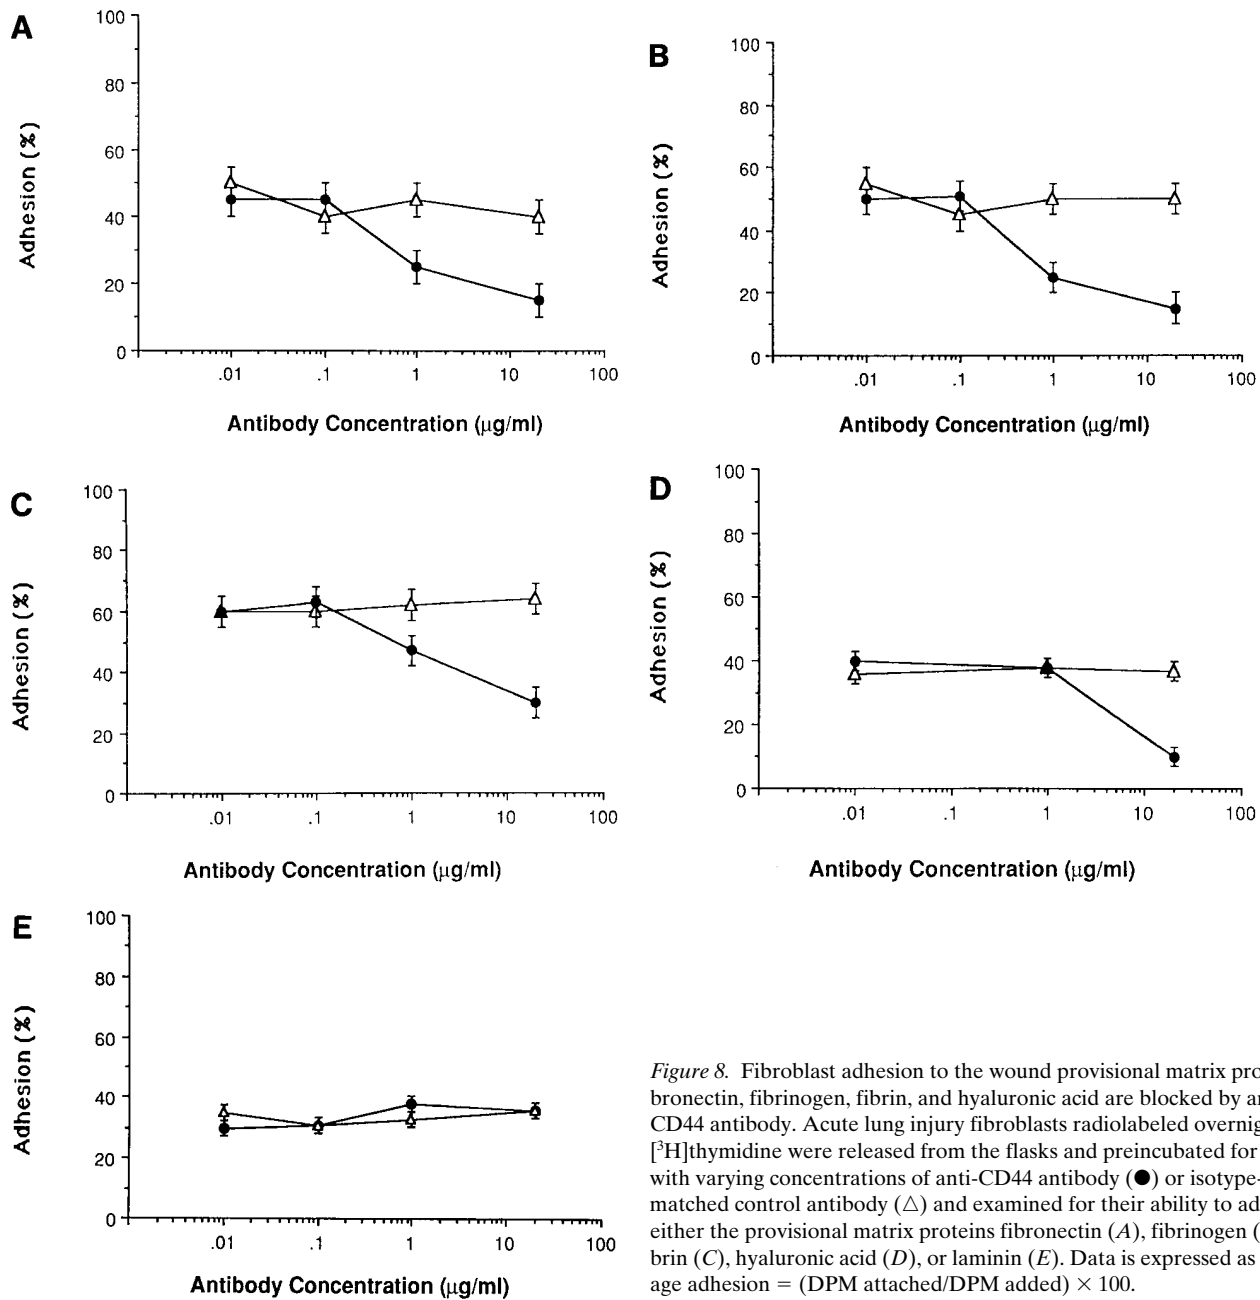 A
100
80
60
40
20
0
Adhesion (%)
.01 .1 1 10 100
Antibody Concentration (μg/ml)
B
100
80
60
40
20
0
Adhesion (%)
.01 .1 1 10 100
Antibody Concentration (μg/ml)
C
100
80
60
40
20
0
Adhesion (%)
.01 .1 1 10 100
Antibody Concentration (μg/ml)
D
100
80
60
40
20
0
Adhesion (%)
.01 .1 1 10 100
Antibody Concentration (μg/ml)
E
100
80
60
40
20
0
Adhesion (%)
.01 .1 1 10 100
Antibody Concentration (μg/ml)
Figure 8. Fibroblast adhesion to the wound provisional matrix pro
bronectin, fibrinogen, fibrin, and hyaluronic acid are blocked by an
CD44 antibody. Acute lung injury fibroblasts radiolabeled overnig
[³H]thymidine were released from the flasks and preincubated for
with varying concentrations of anti-CD44 antibody (●) or isotype-
matched control antibody (△) and examined for their ability to ad
either the provisional matrix proteins fibronectin (A), fibrinogen (
brin (C), hyaluronic acid (D), or laminin (E). Data is expressed as
age adhesion = (DPM attached/DPM added) × 100.